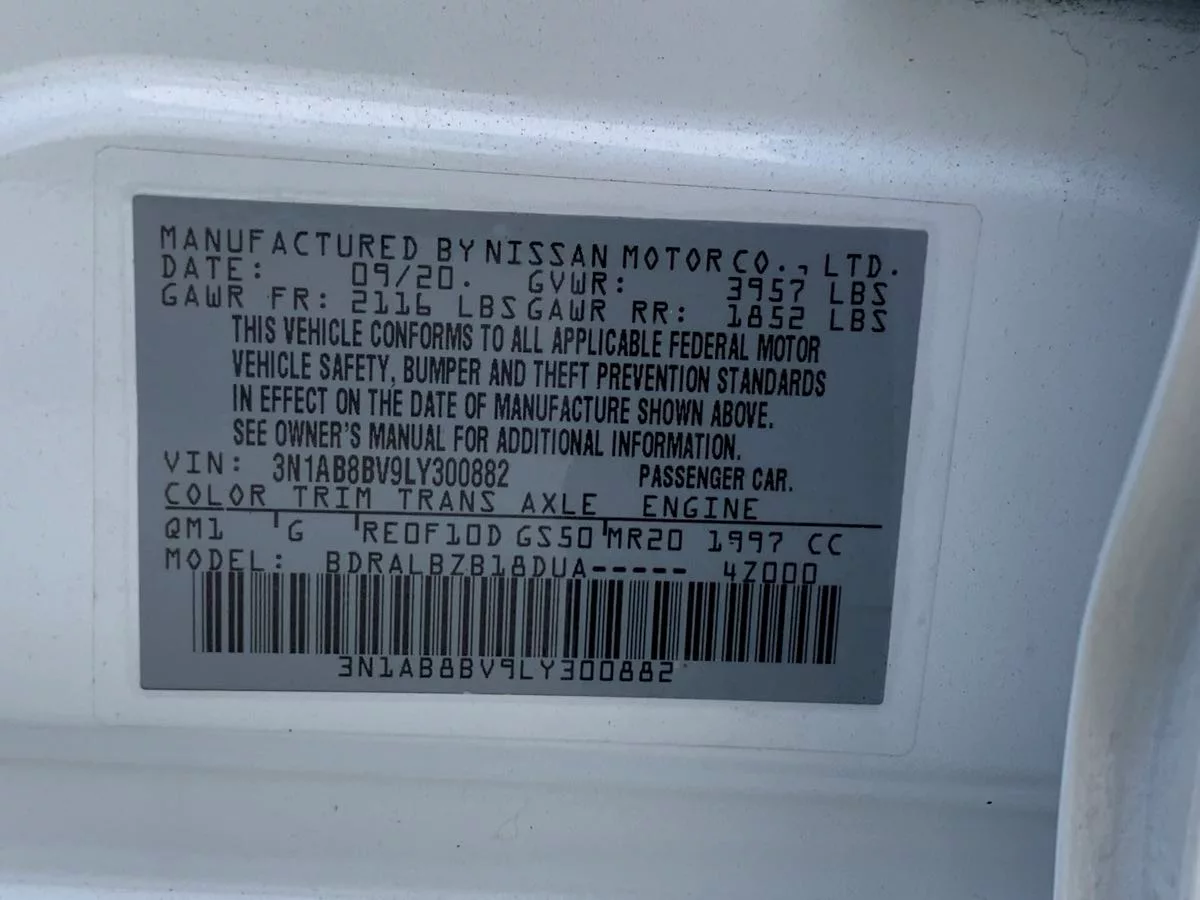 MANUFACTURED BY NISSAN MOTOR CO., LTD.
DATE: 09/20. GVWR: 3957 LBS
GAWR FR: 2116 LBS GAWR RR: 1852 LBS
THIS VEHICLE CONFORMS TO ALL APPLICABLE FEDERAL MOTOR
VEHICLE SAFETY, BUMPER AND THEFT PREVENTION STANDARDS
IN EFFECT ON THE DATE OF MANUFACTURE SHOWN ABOVE.
SEE OWNER'S MANUAL FOR ADDITIONAL INFORMATION.
VIN: 3N1AB8BV9LY300882 PASSENGER CAR.
COLOR TRIM TRANS AXLE ENGINE
QM1 G RE0F10D GS50 MR20 1997 CC
MODEL: BDRALBZB18DUA----- 4Z000
3N1AB8BV9LY300882